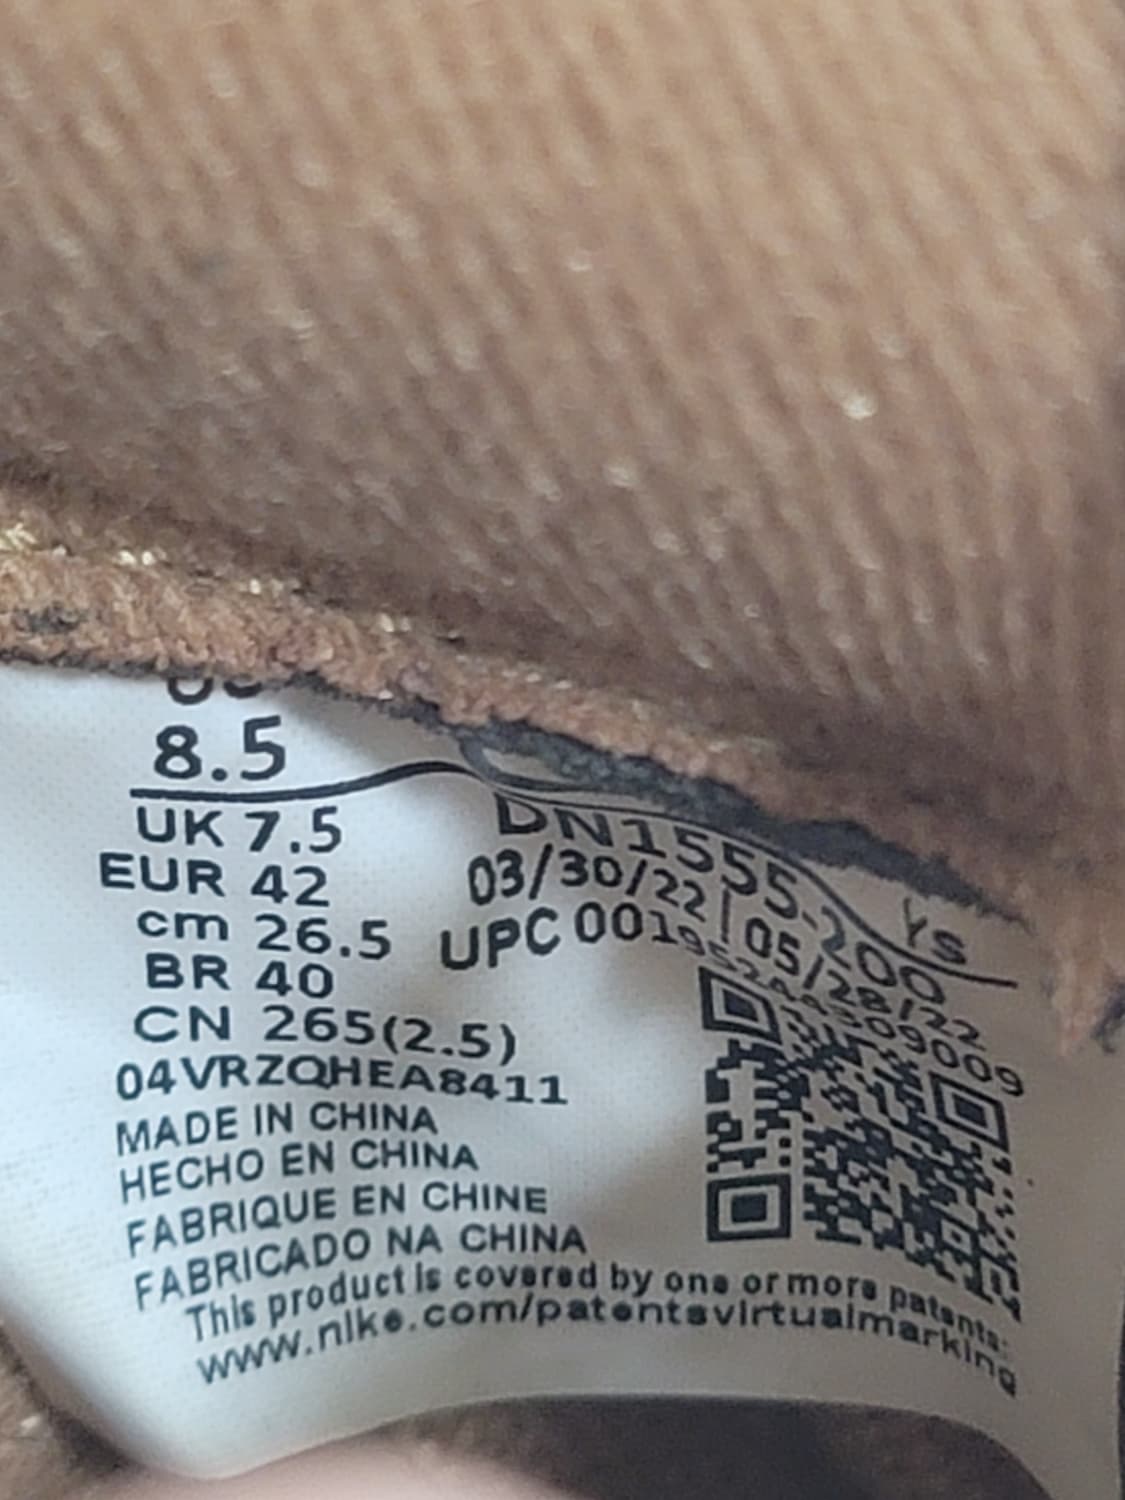 8.5
UK 7.5
EUR 42
cm 26.5
BR 40
CN 265(2.5)
04VRZQHEA8411
MADE IN CHINA
HECHO EN CHINA
FABRIQUE EN CHINE
FABRICADO NA CHINA
This product is covered by one or more patents:
www.nike.com/patentsvirtualmarking
YS
DN1555-200
03/30/22 | 05/28/22
UPC